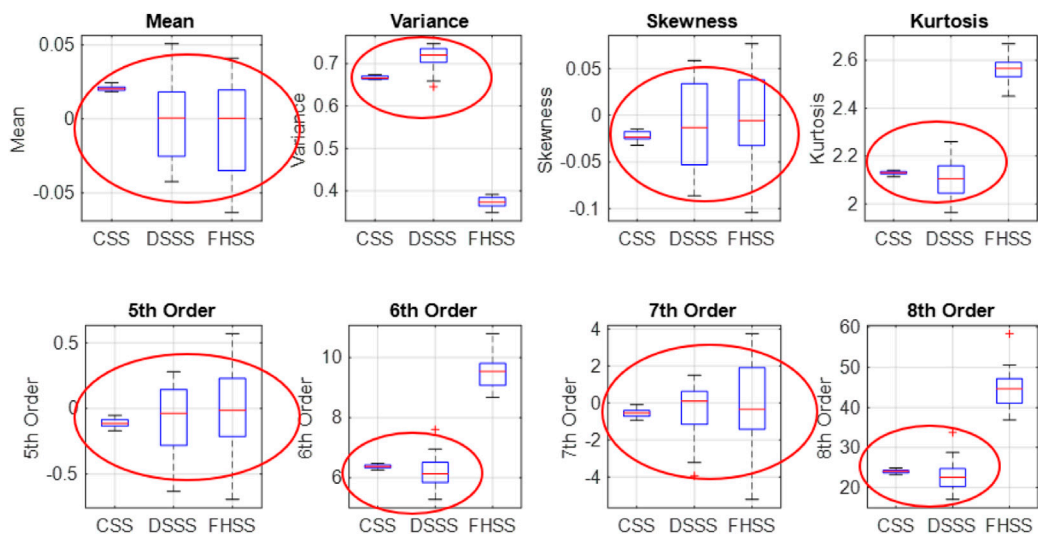 Mean
Variance
Skewness
Kurtosis
0.05
0
-0.05
Mean
CSS DSSS FHSS
0.7
0.6
0.4
Variance
CSS DSSS FHSS
0.05
0
-0.05
-0.1
Skewness
CSS DSSS FHSS
2.6
2.4
2.2
2
Kurtosis
CSS DSSS FHSS
5th Order
6th Order
7th Order
8th Order
0.5
0
-0.5
5th Order
CSS DSSS FHSS
10
8
6
6th Order
CSS DSSS FHSS
4
2
0
-2
-4
7th Order
CSS DSSS FHSS
60
50
40
30
20
8th Order
CSS DSSS FHSS